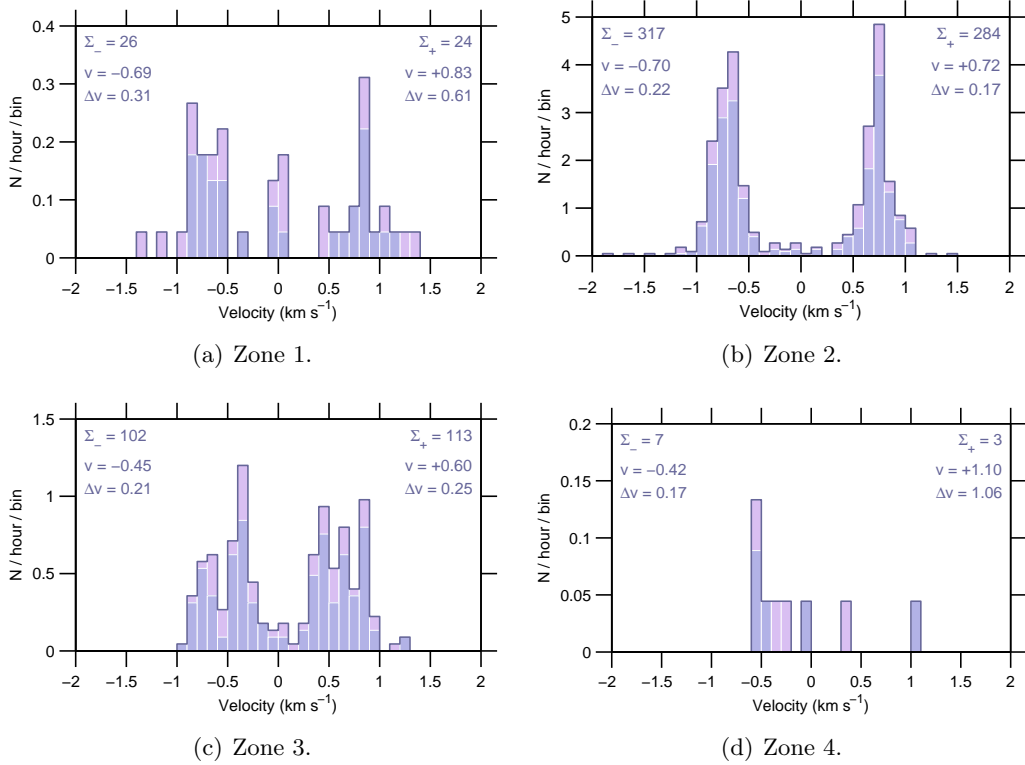 0.4
0.3
0.2
0.1
0
N / hour / bin
Σ₋ = 26
v = −0.69
Δv = 0.31
Σ₊ = 24
v = +0.83
Δv = 0.61
−2 −1.5 −1 −0.5 0 0.5 1 1.5 2
Velocity (km s⁻¹)
(a) Zone 1.
5
4
3
2
1
0
N / hour / bin
Σ₋ = 317
v = −0.70
Δv = 0.22
Σ₊ = 284
v = +0.72
Δv = 0.17
−2 −1.5 −1 −0.5 0 0.5 1 1.5 2
Velocity (km s⁻¹)
(b) Zone 2.
1.5
1
0.5
0
N / hour / bin
Σ₋ = 102
v = −0.45
Δv = 0.21
Σ₊ = 113
v = +0.60
Δv = 0.25
−2 −1.5 −1 −0.5 0 0.5 1 1.5 2
Velocity (km s⁻¹)
(c) Zone 3.
0.2
0.15
0.1
0.05
0
N / hour / bin
Σ₋ = 7
v = −0.42
Δv = 0.17
Σ₊ = 3
v = +1.10
Δv = 1.06
−2 −1.5 −1 −0.5 0 0.5 1 1.5 2
Velocity (km s⁻¹)
(d) Zone 4.